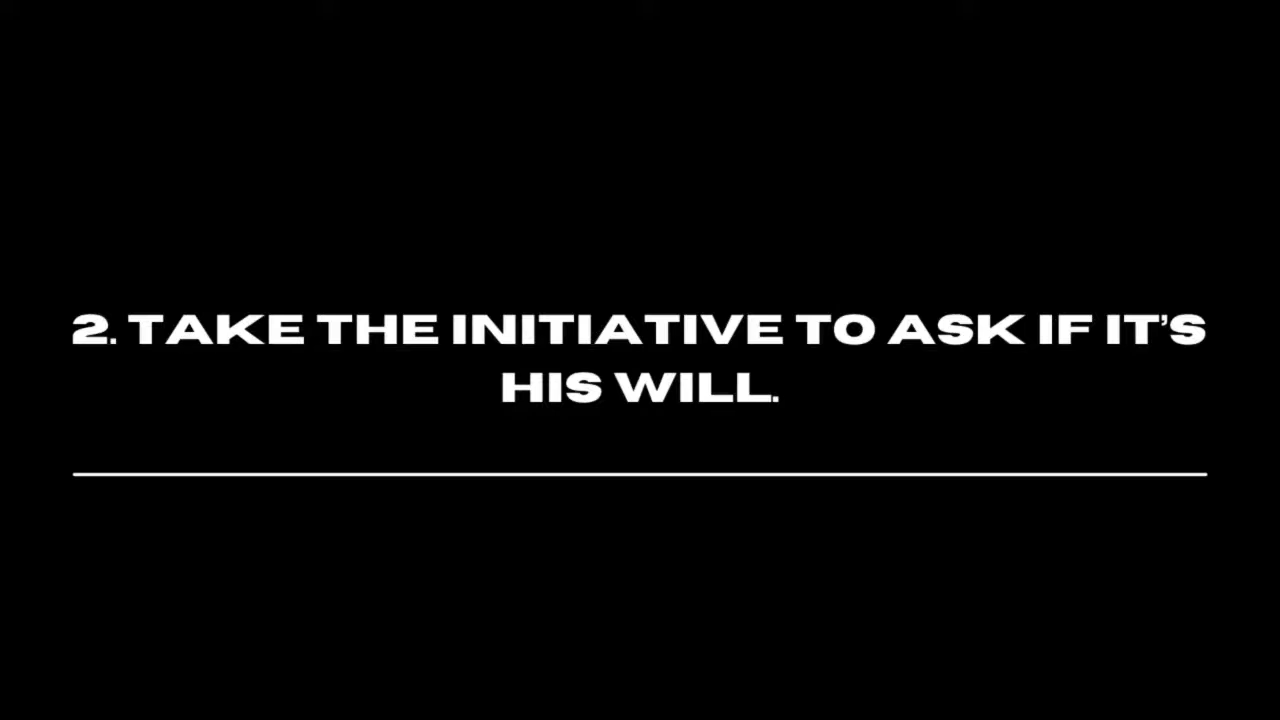 2. TAKE THE INITIATIVE TO ASK IF IT'S
HIS WILL.